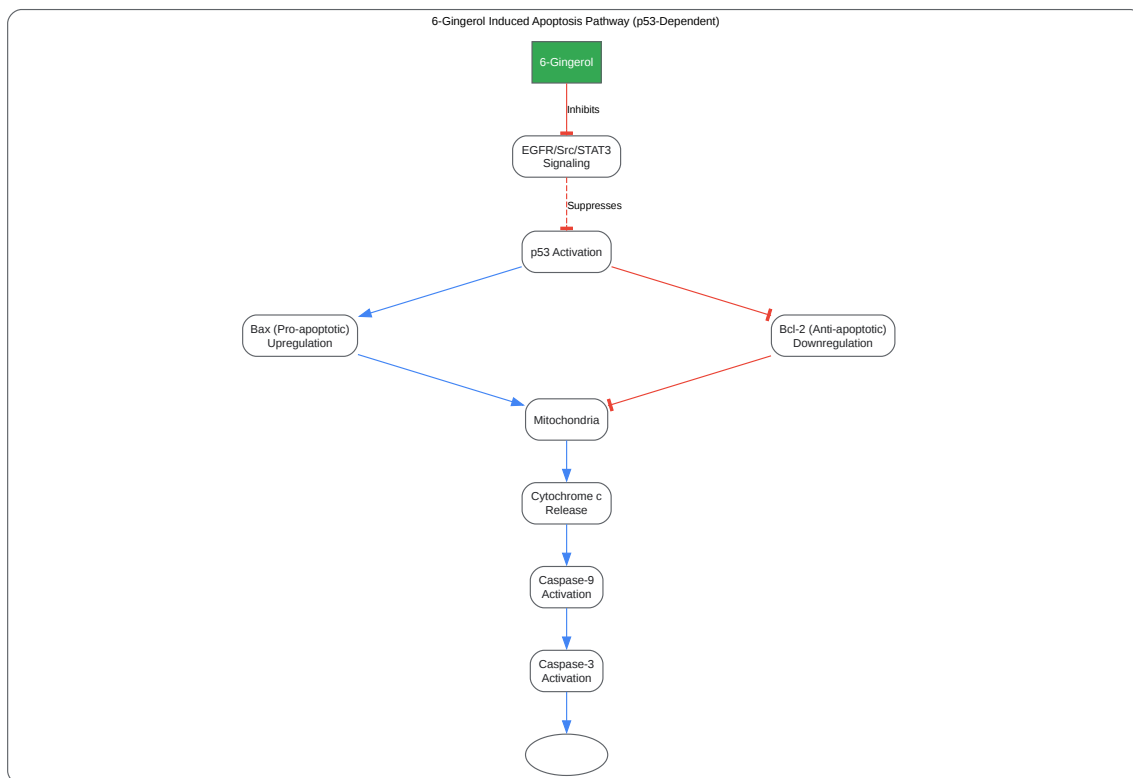 6-Gingerol Induced Apoptosis Pathway (p53-Dependent)
6-Gingerol
Inhibits
EGFR/Src/STAT3
Signaling
Suppresses
p53 Activation
Bax (Pro-apoptotic)
Upregulation
Bcl-2 (Anti-apoptotic)
Downregulation
Mitochondria
Cytochrome c
Release
Caspase-9
Activation
Caspase-3
Activation